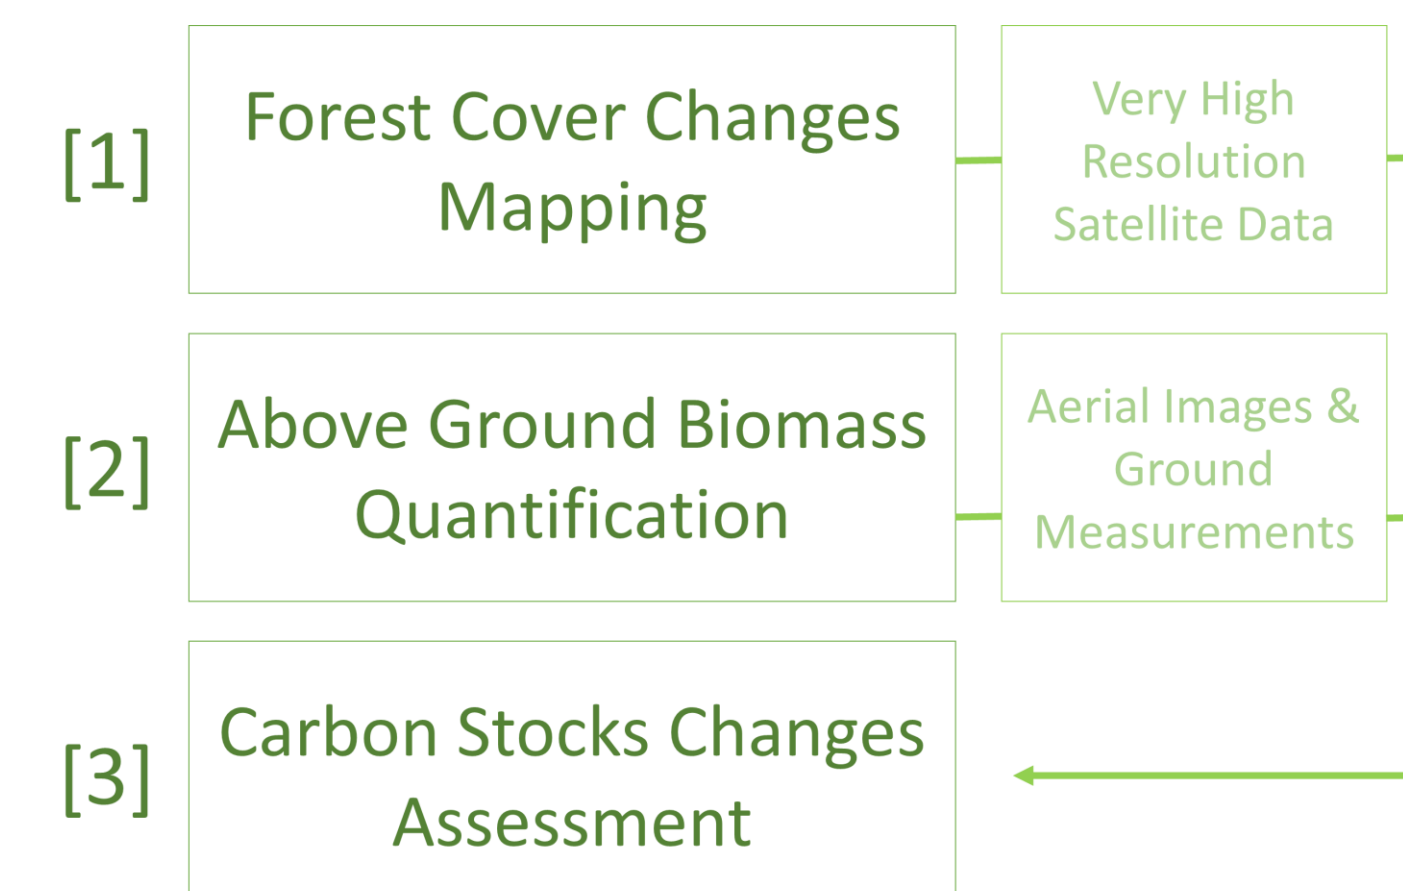 [1]
Forest Cover Changes
Mapping
Very High
Resolution
Satellite Data
[2]
Above Ground Biomass
Quantification
Aerial Images &
Ground
Measurements
[3]
Carbon Stocks Changes
Assessment